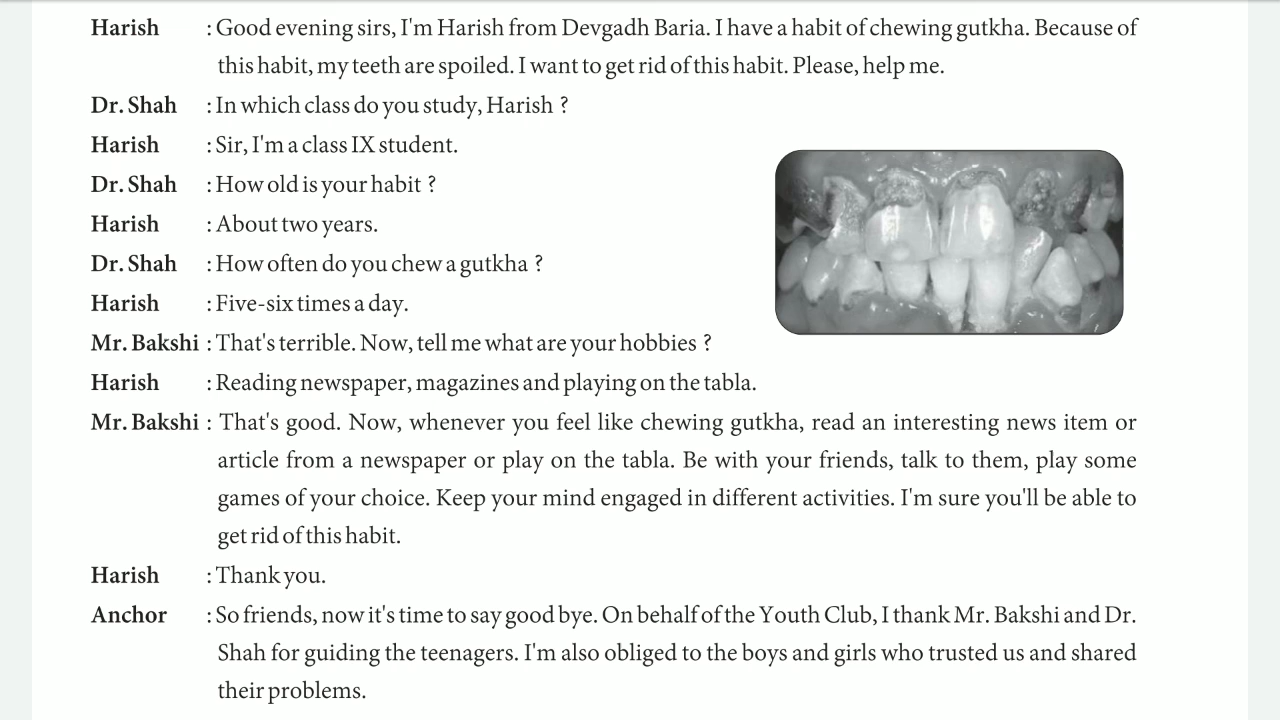 Harish : Good evening sirs, I'm Harish from Devgadh Baria. I have a habit of chewing gutkha. Because of
this habit, my teeth are spoiled. I want to get rid of this habit. Please, help me.
Dr. Shah : In which class do you study, Harish ?
Harish : Sir, I'm a class IX student.
Dr. Shah : How old is your habit ?
Harish : About two years.
Dr. Shah : How often do you chew a gutkha ?
Harish : Five-six times a day.
Mr. Bakshi : That's terrible. Now, tell me what are your hobbies ?
Harish : Reading newspaper, magazines and playing on the tabla.
Mr. Bakshi : That's good. Now, whenever you feel like chewing gutkha, read an interesting news item or
article from a newspaper or play on the tabla. Be with your friends, talk to them, play some
games of your choice. Keep your mind engaged in different activities. I'm sure you'll be able to
get rid of this habit.
Harish : Thank you.
Anchor : So friends, now it's time to say good bye. On behalf of the Youth Club, I thank Mr. Bakshi and Dr.
Shah for guiding the teenagers. I'm also obliged to the boys and girls who trusted us and shared
their problems.